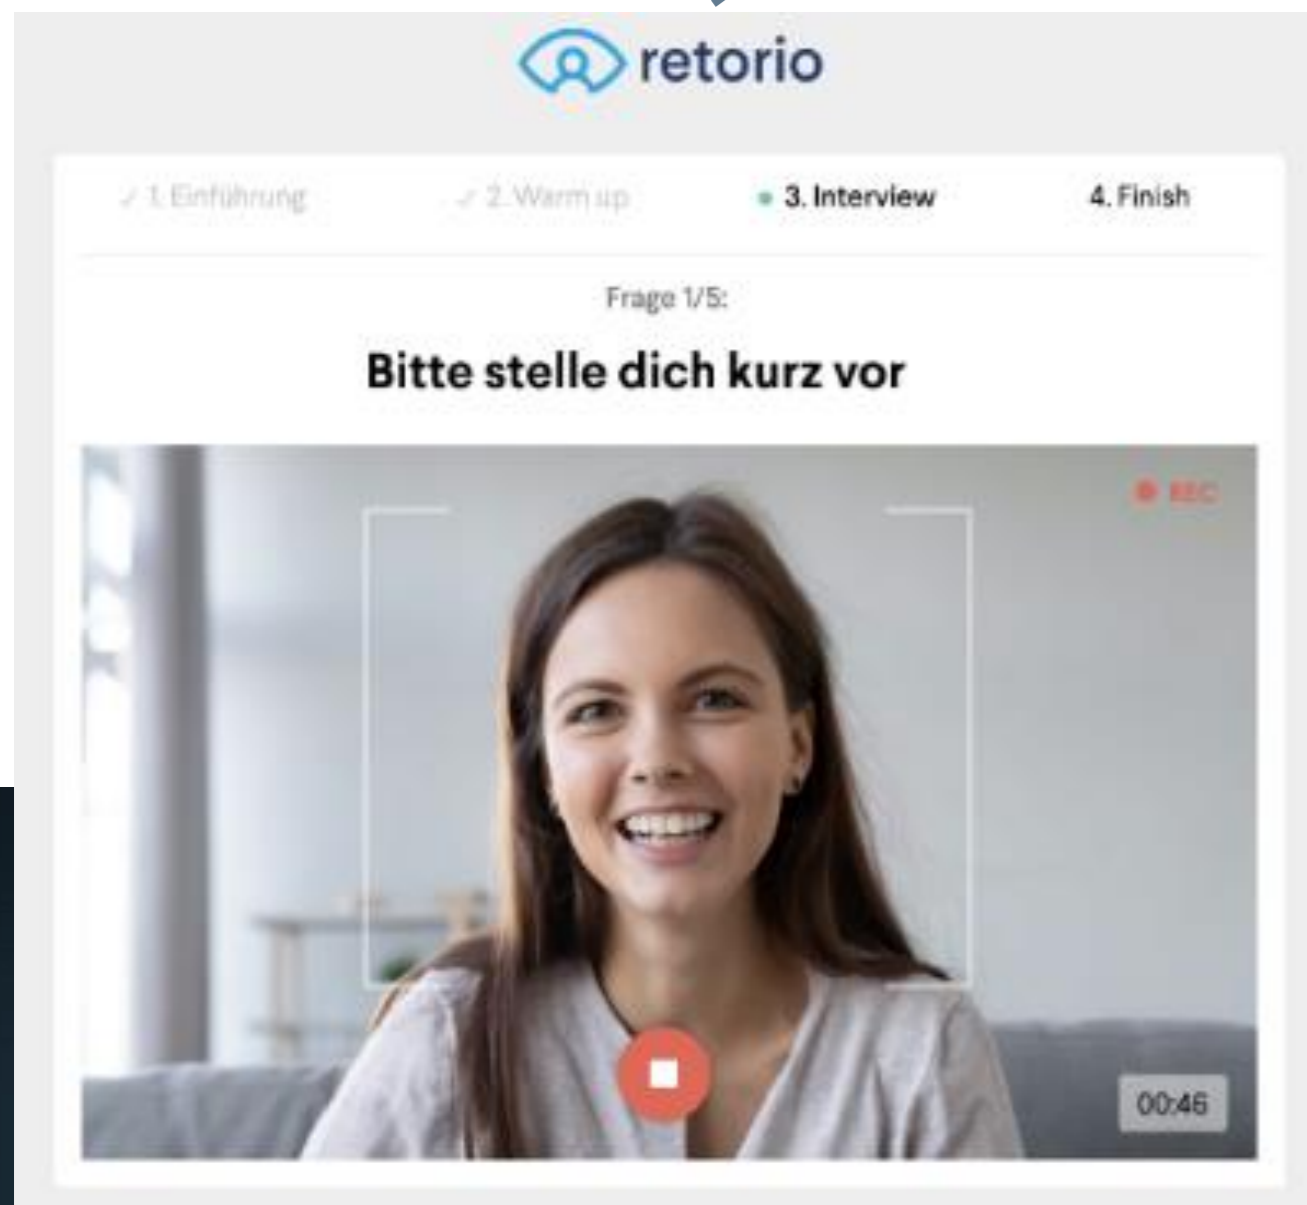 retorio
✓ 1. Einführung
✓ 2. Warm up
3. Interview
4. Finish
Frage 1/5:
Bitte stelle dich kurz vor
REC
00:46